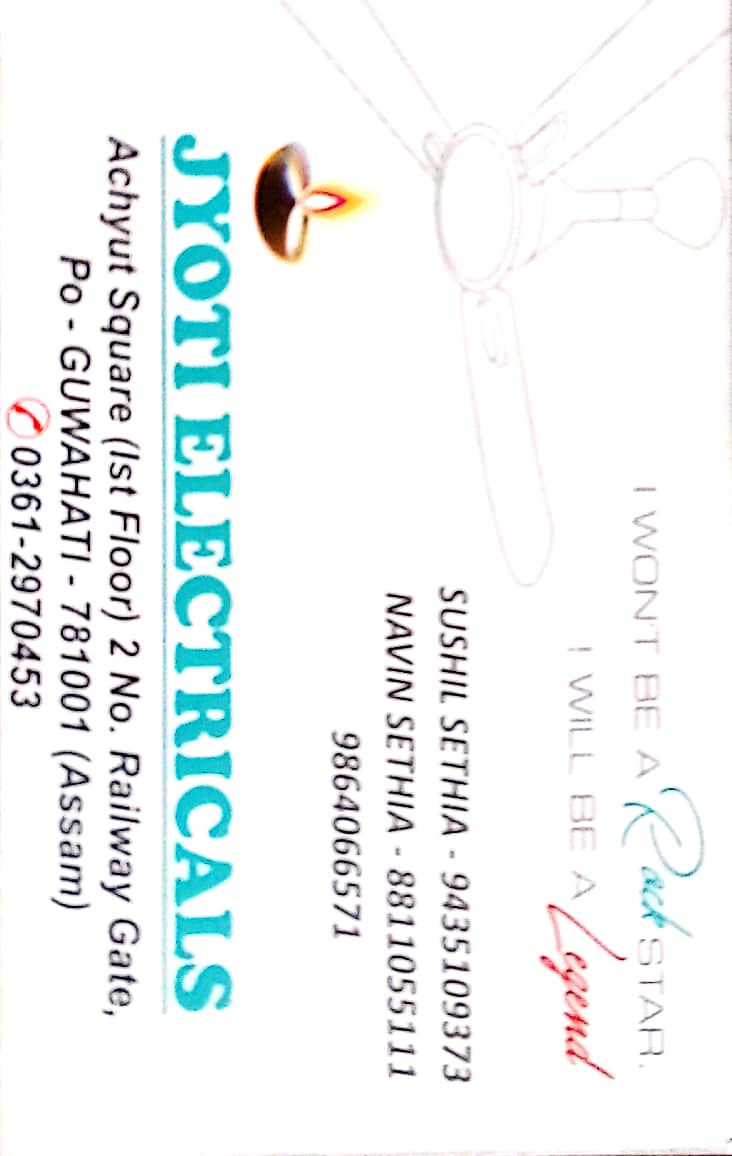 I WON'T BE A Rock STAR.
I WILL BE A Legend
SUSHIL SETHIA - 9435109373
NAVIN SETHIA - 8811055111
9864066571
JYOTI ELECTRICALS
Achyut Square (Ist Floor) 2 No. Railway Gate,
Po - GUWAHATI - 781001 (Assam)
0361-2970453